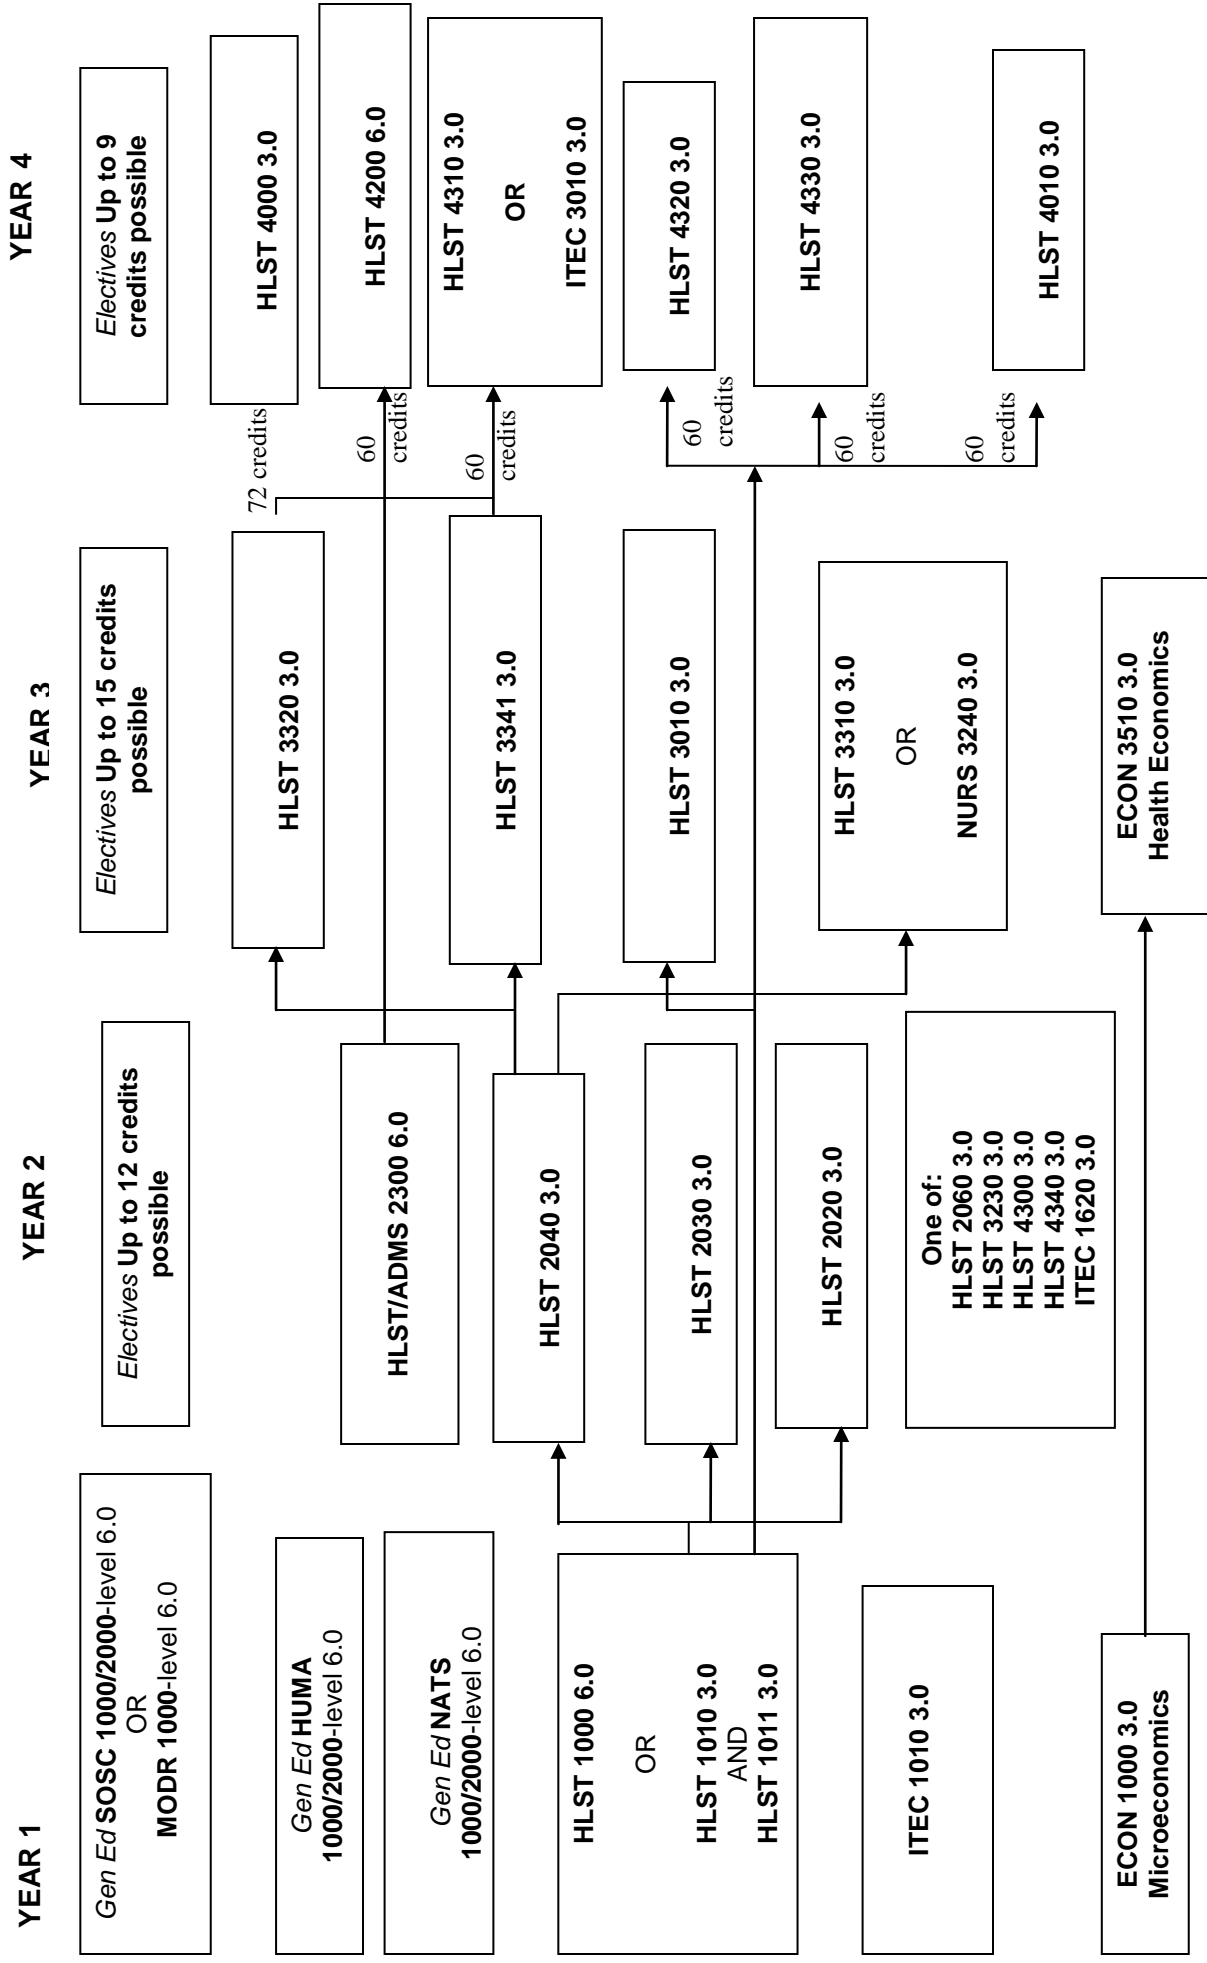 YEAR 1
Gen Ed SOSC 1000/2000-level 6.0
OR
MODR 1000-level 6.0
Gen Ed HUMA
1000/2000-level 6.0
Gen Ed NATS
1000/2000-level 6.0
HLST 1000 6.0
OR
HLST 1010 3.0
AND
HLST 1011 3.0
ITEC 1010 3.0
ECON 1000 3.0
Microeconomics
YEAR 2
Electives Up to 12 credits
possible
HLST/ADMS 2300 6.0
HLST 2040 3.0
HLST 2030 3.0
HLST 2020 3.0
One of:
HLST 2060 3.0
HLST 3230 3.0
HLST 4300 3.0
HLST 4340 3.0
ITEC 1620 3.0
YEAR 3
Electives Up to 15 credits
possible
HLST 3320 3.0
HLST 3341 3.0
HLST 3010 3.0
HLST 3310 3.0
OR
NURS 3240 3.0
ECON 3510 3.0
Health Economics
72 credits
60
credits
60
credits
60
credits
60
credits
60
credits
YEAR 4
Electives Up to 9
credits possible
HLST 4000 3.0
HLST 4200 6.0
HLST 4310 3.0
OR
ITEC 3010 3.0
HLST 4320 3.0
HLST 4330 3.0
HLST 4010 3.0